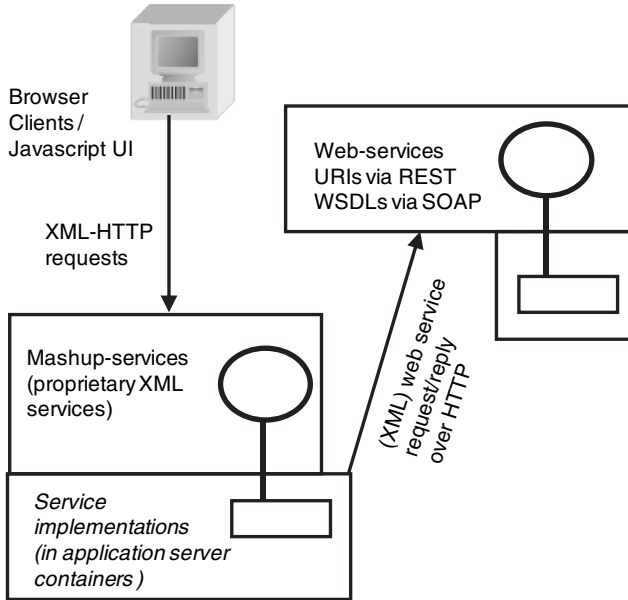 Browser
Clients/
Javascript UI
XML-HTTP
requests
Web-services
URIs via REST
WSDLs via SOAP
Mashup-services
(proprietary XML
services)
(XML) web service
request/reply
over HTTP
Service
implementations
(in application server
containers)